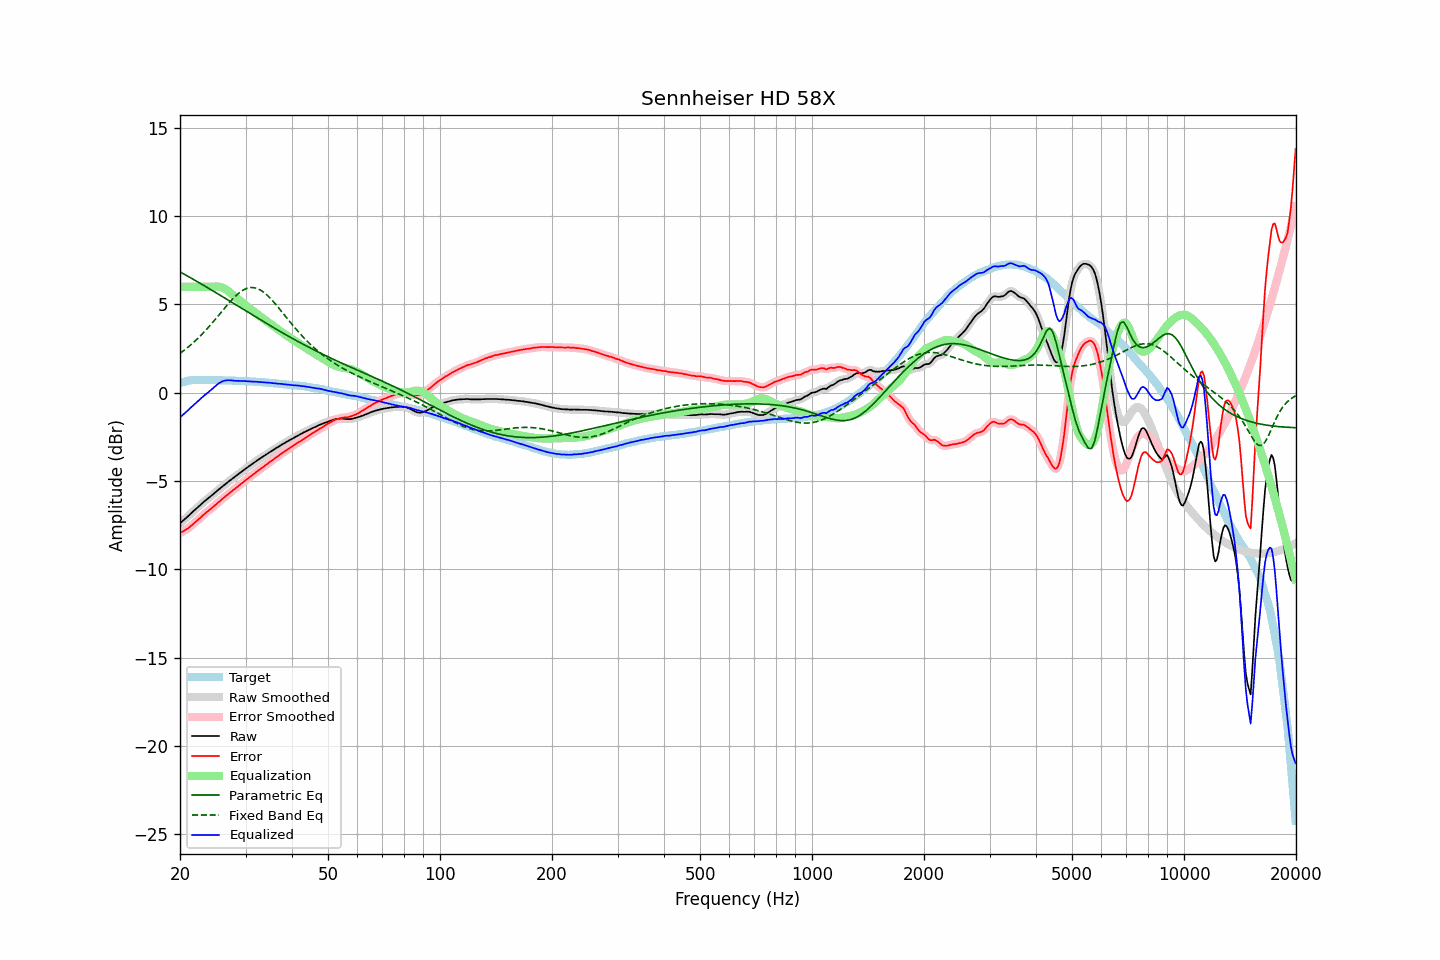 Sennheiser HD 58X
15
10
5
0
−5
−10
−15
−20
−25
Amplitude (dBr)
Target
Raw Smoothed
Error Smoothed
Raw
Error
Equalization
Parametric Eq
Fixed Band Eq
Equalized
20 50 100 200 500 1000 2000 5000 10000 20000
Frequency (Hz)